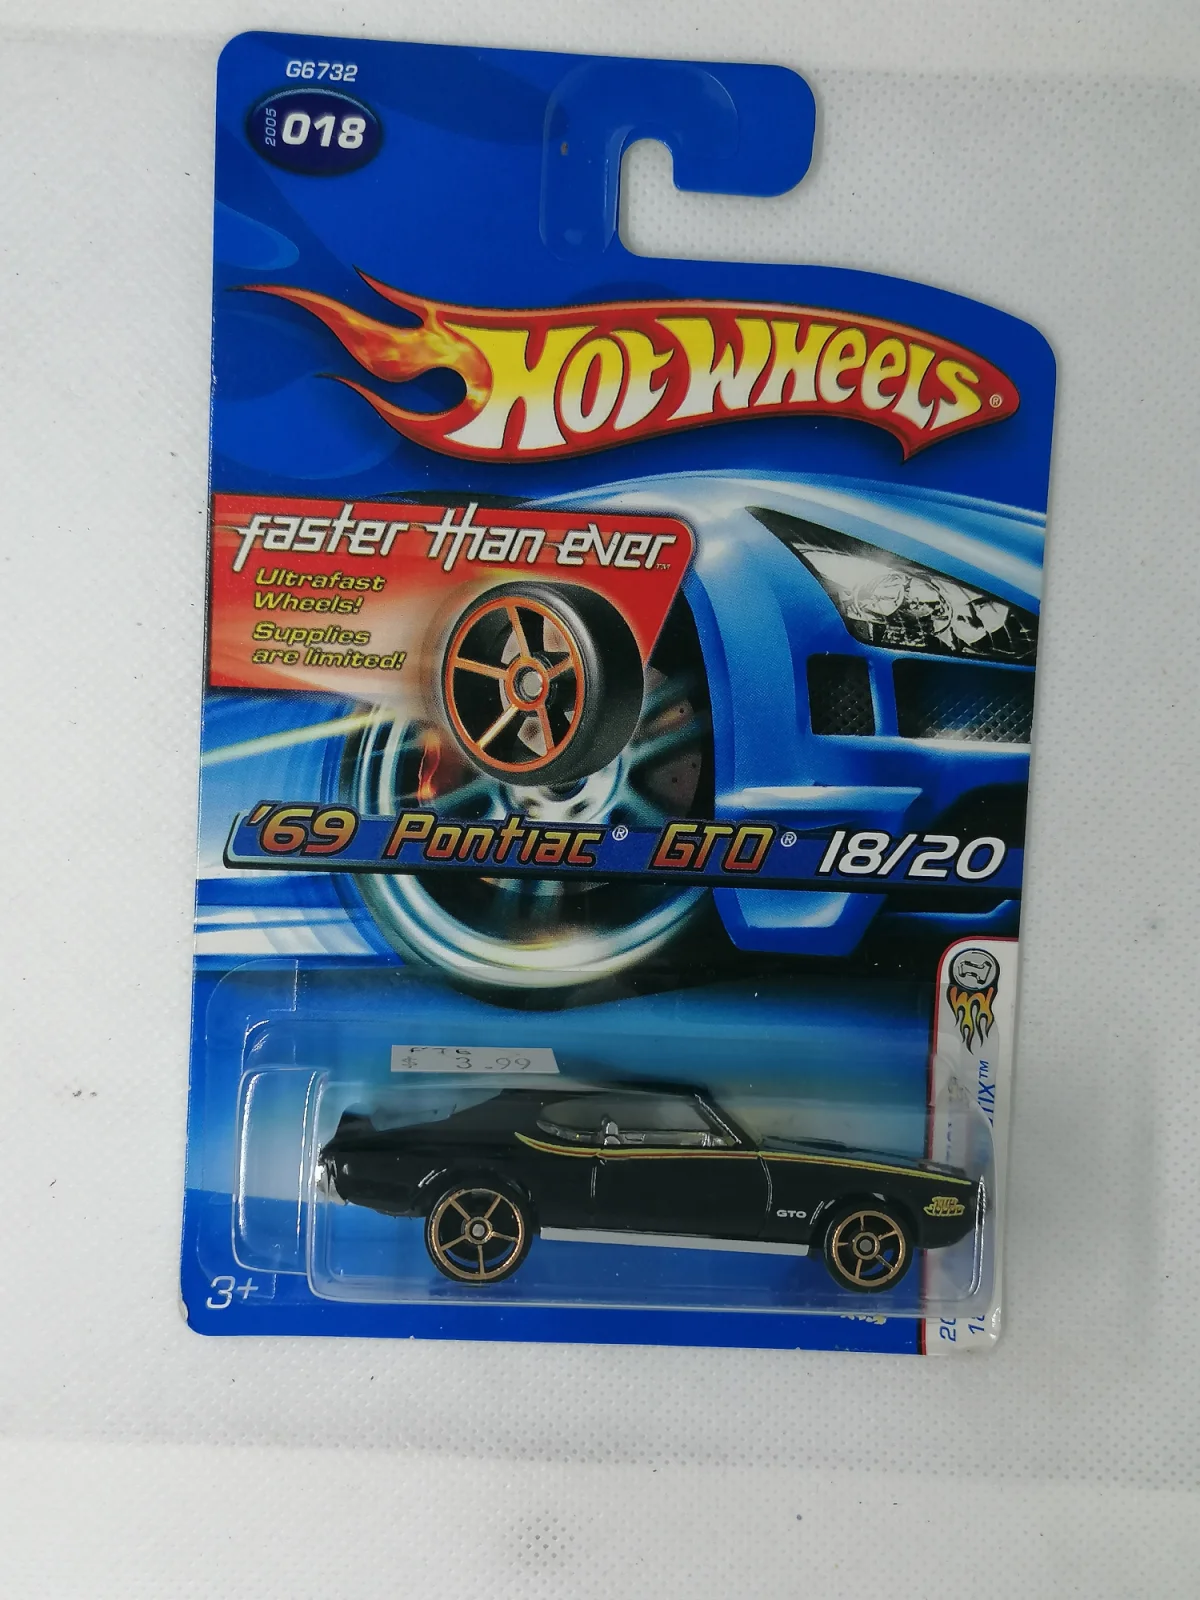 G6732
2005
018
HOT WHEELS®
faster than ever™
Ultrafast
Wheels!
Supplies
are limited!
'69 Pontiac® GTO® 18/20
$ 3.99
GTO
3+